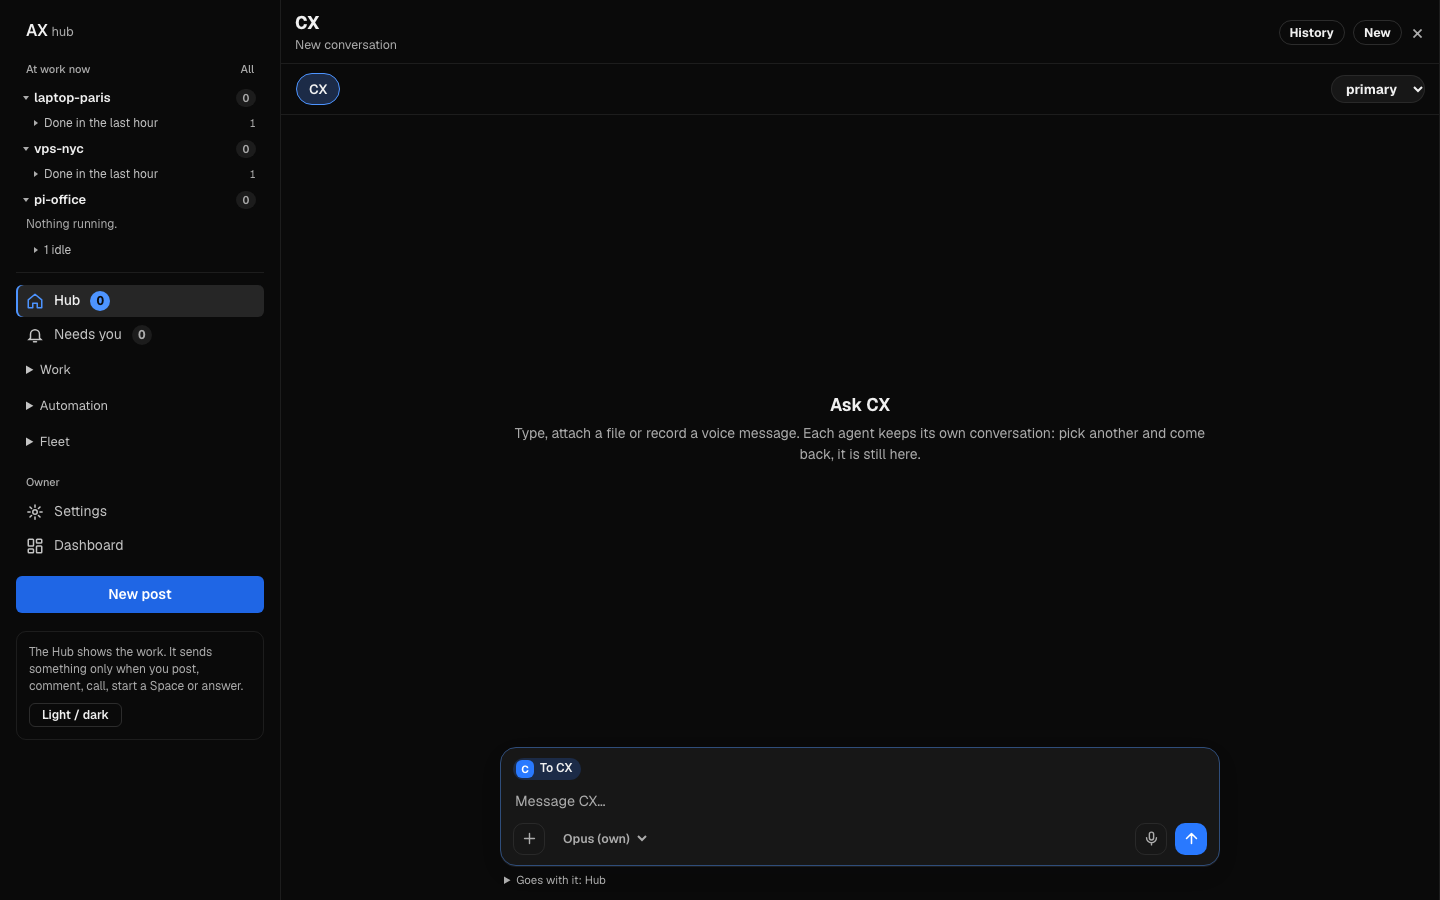 AX hub
At work now All
laptop-paris 0
Done in the last hour 1
vps-nyc 0
Done in the last hour 1
pi-office 0
Nothing running.
1 idle
Hub 0
Needs you 0
Work
Automation
Fleet
Owner
Settings
Dashboard
New post
The Hub shows the work. It sends
something only when you post,
comment, call, start a Space or answer.
Light / dark
CX
New conversation
History New ×
CX
primary
Ask CX
Type, attach a file or record a voice message. Each agent keeps its own conversation: pick another and come
back, it is still here.
C To CX
Message CX...
Opus (own)
Goes with it: Hub